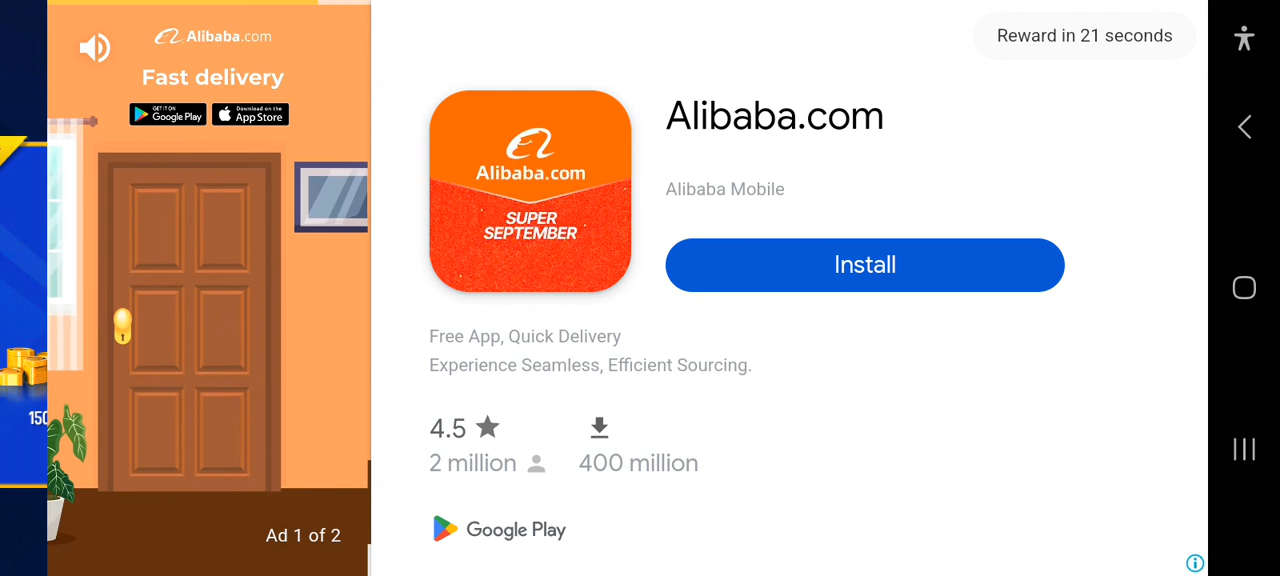 Alibaba.com
Fast delivery
GET IT ON
Google Play
Download on the
App Store
150
Ad 1 of 2
Reward in 21 seconds
Alibaba.com
SUPER
SEPTEMBER
Alibaba.com
Alibaba Mobile
Install
Free App, Quick Delivery
Experience Seamless, Efficient Sourcing.
4.5
2 million
400 million
Google Play